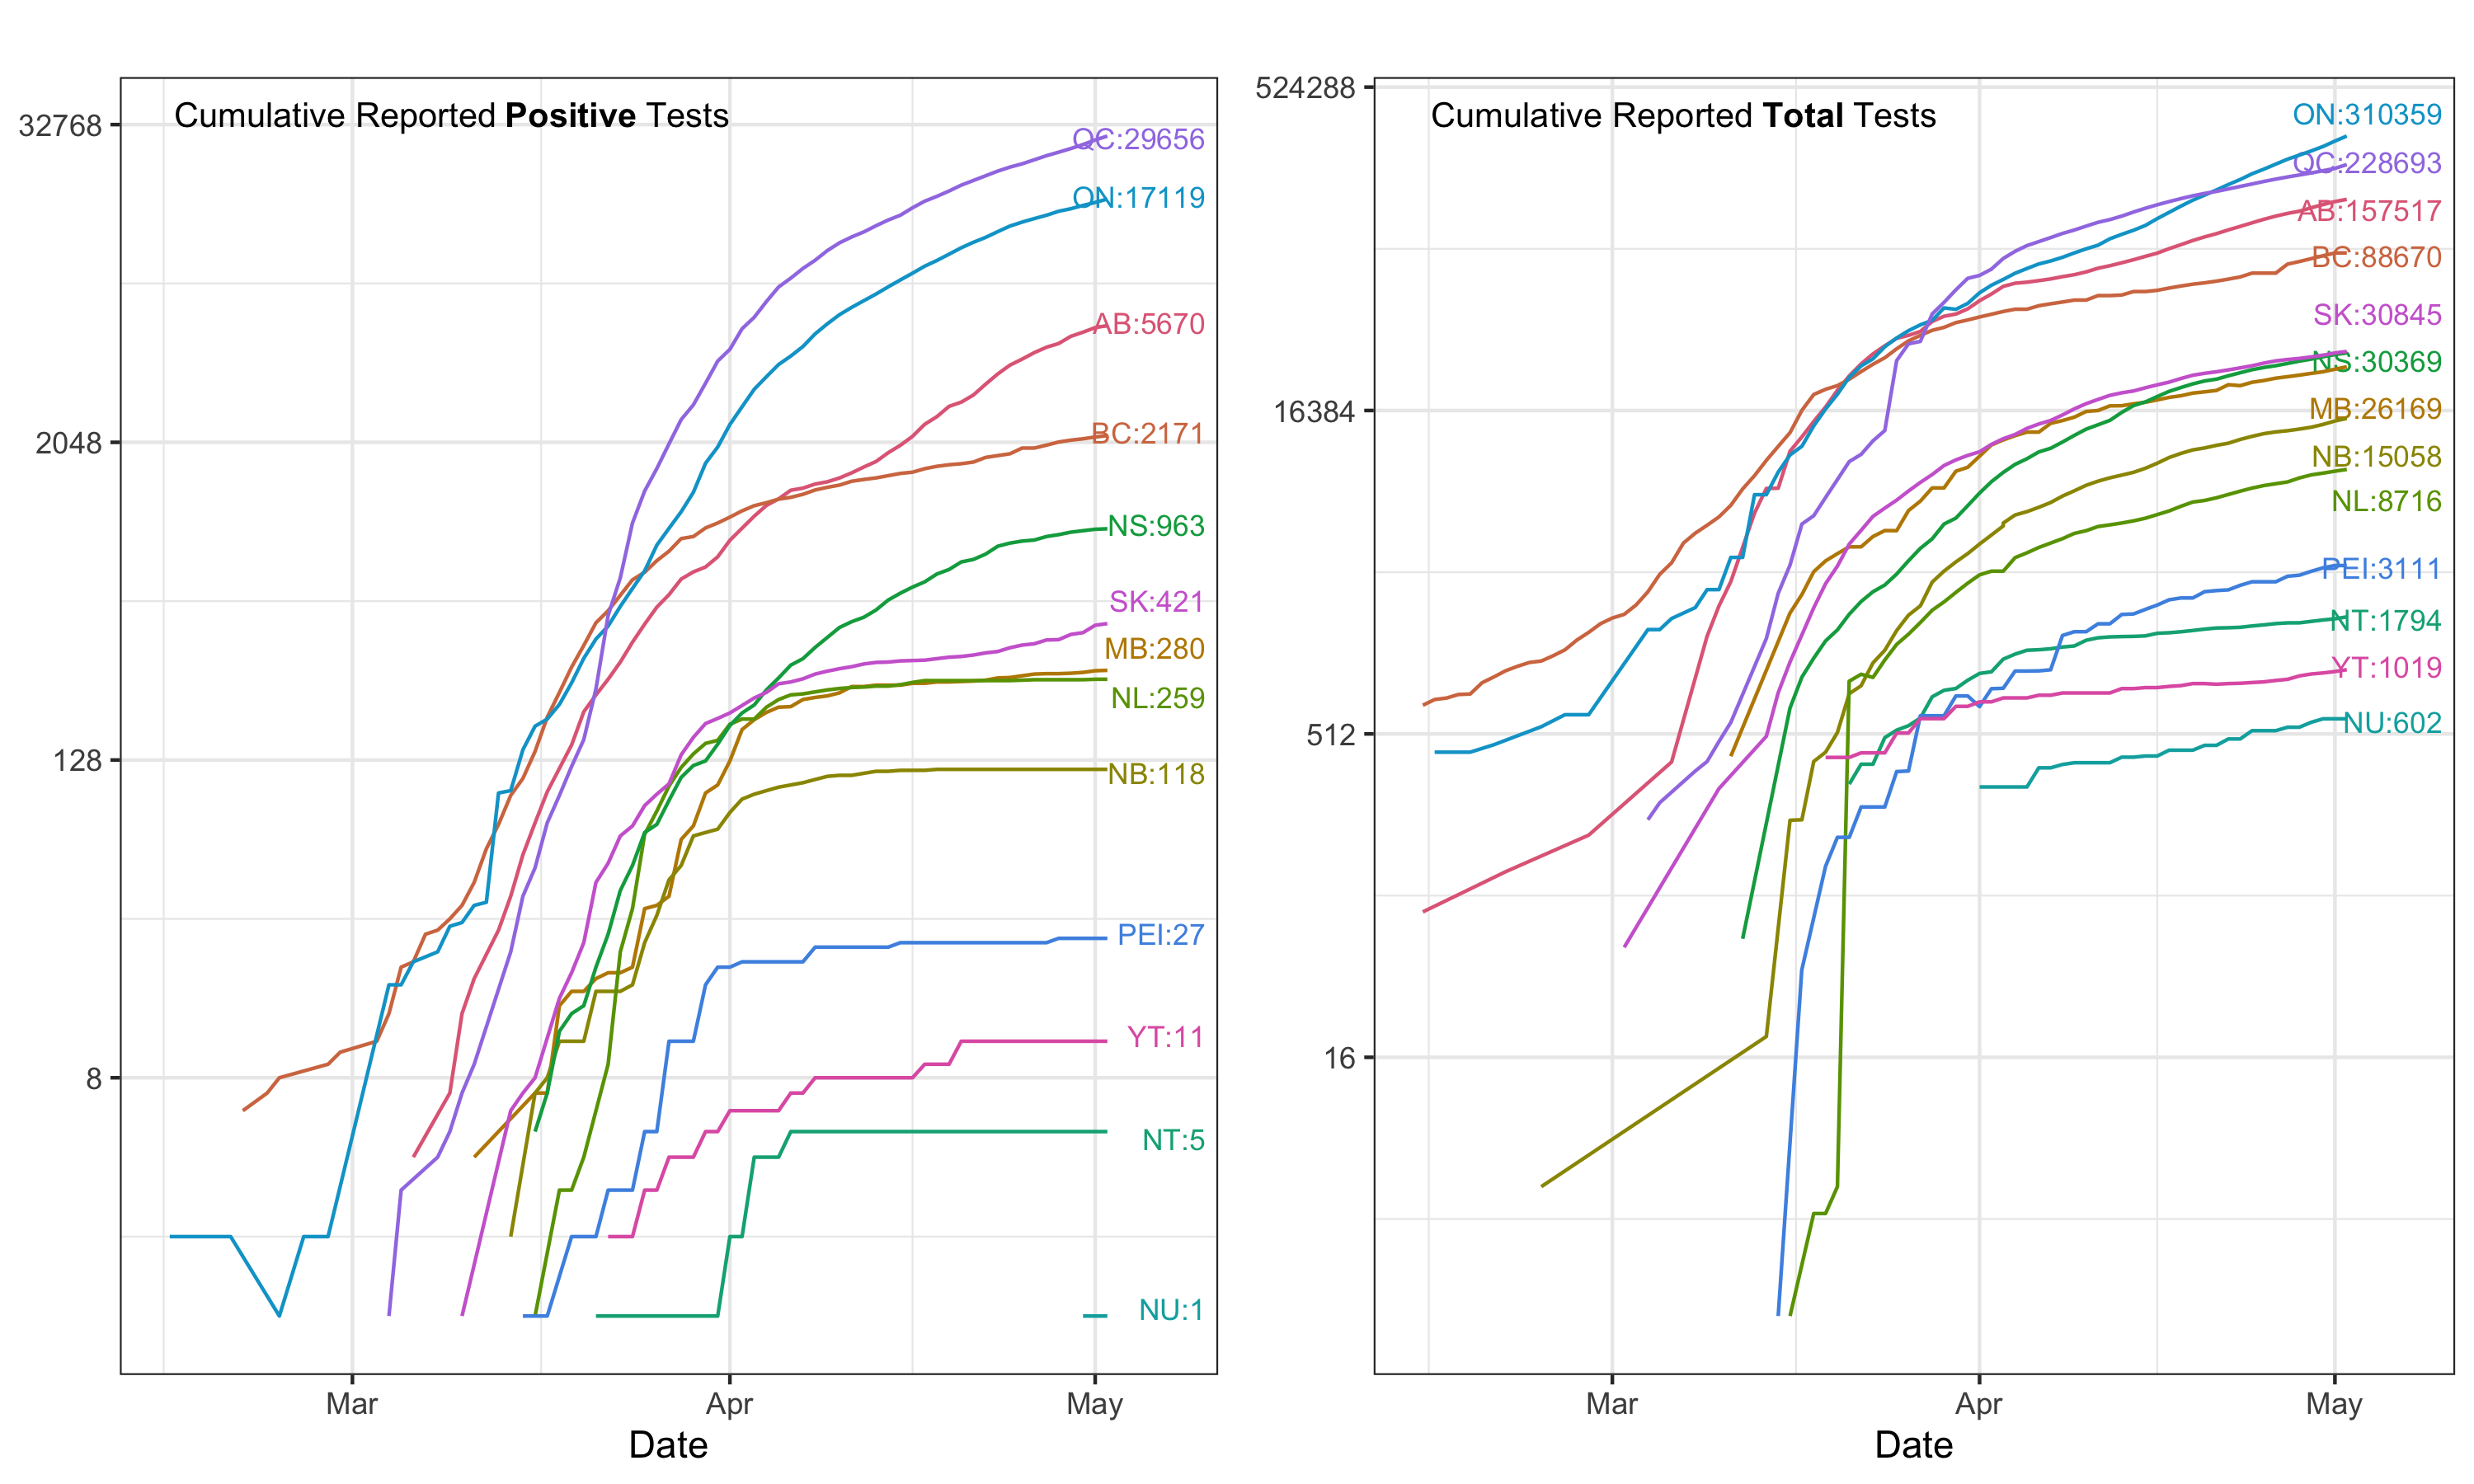 Cumulative Reported Positive Tests
32768
2048
128
8
QC:29656
ON:17119
AB:5670
BC:2171
NS:963
SK:421
MB:280
NL:259
NB:118
PEI:27
YT:11
NT:5
NU:1
Mar Apr May
Date
Cumulative Reported Total Tests
524288
16384
512
16
ON:310359
QC:228693
AB:157517
BC:88670
SK:30845
NS:30369
MB:26169
NB:15058
NL:8716
PEI:3111
NT:1794
YT:1019
NU:602
Mar Apr May
Date